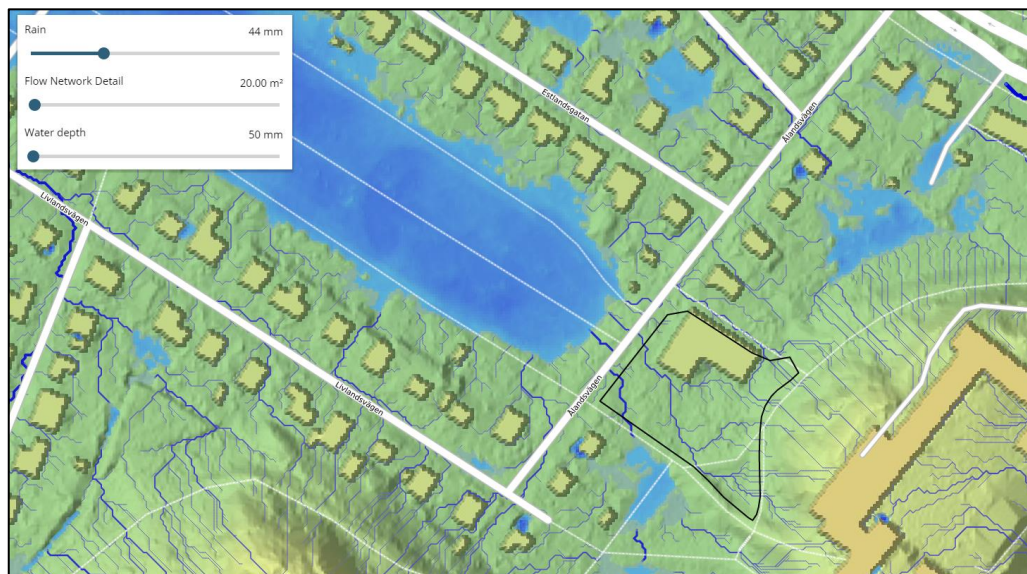 Rain 44 mm
Flow Network Detail 20.00 m²
Water depth 50 mm
Estlandsgatan
Ålandsvägen
Livlandsvägen
Livlandsvägen
Ålandsvägen